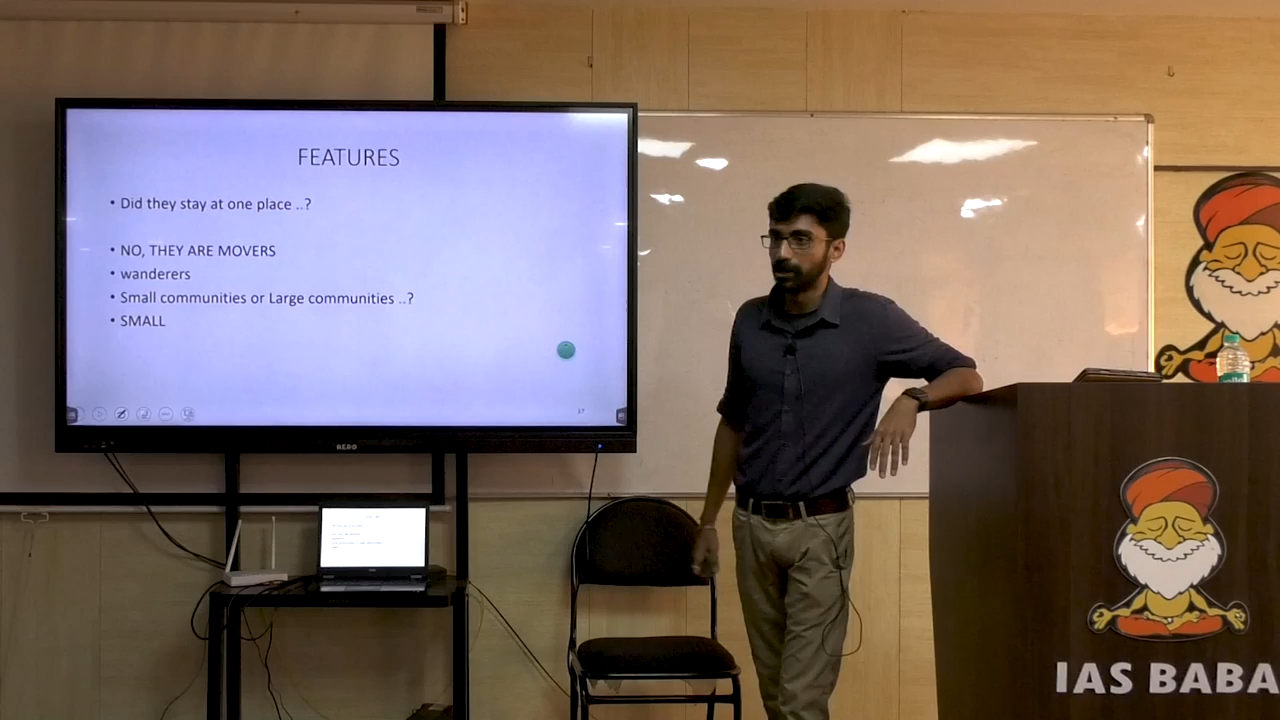 FEATURES
• Did they stay at one place ..?
• NO, THEY ARE MOVERS
• wanderers
• Small communities or Large communities ..?
• SMALL
17
IAS BABA